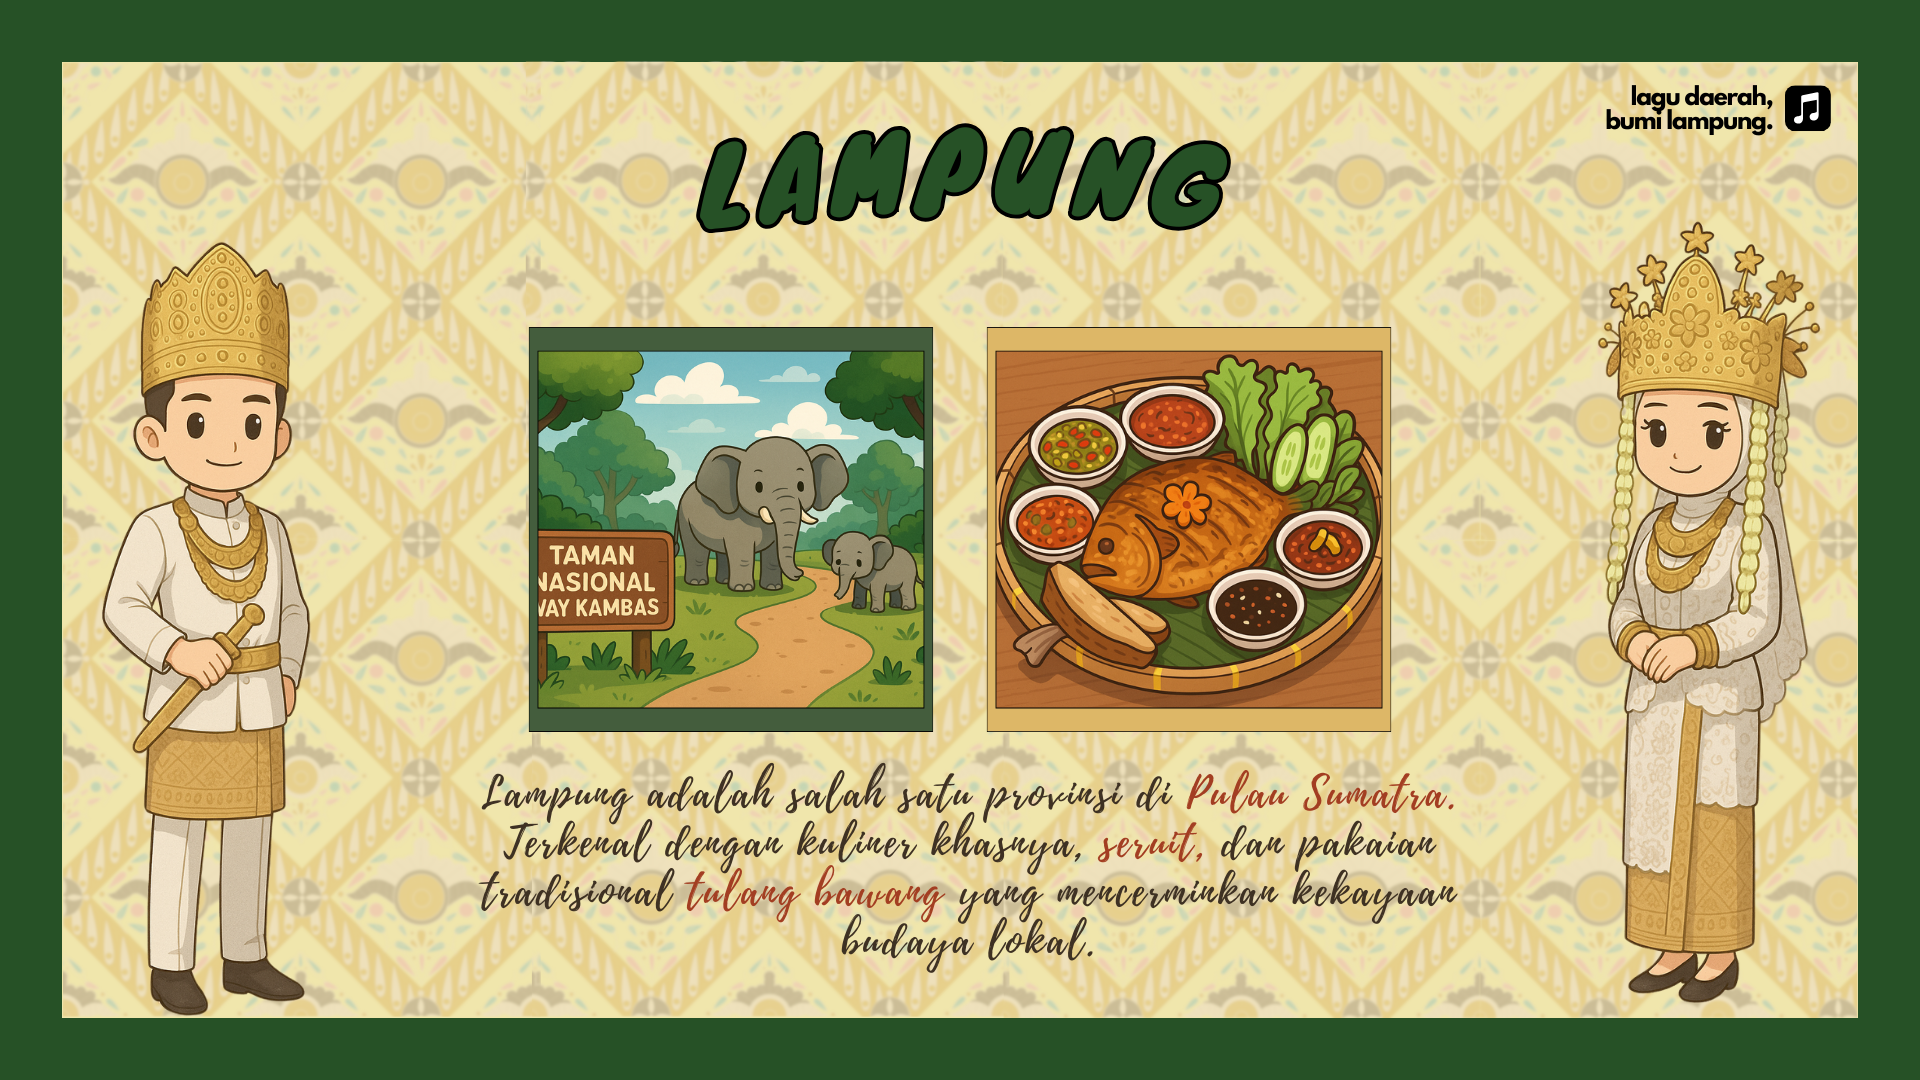 lagu daerah,
bumi lampung.
LAMPUNG
TAMAN
NASIONAL
WAY KAMBAS
Lampung adalah salah satu provinsi di Pulau Sumatra.
Terkenal dengan kuliner khasnya, seruit, dan pakaian
tradisional tulang bawang yang mencerminkan kekayaan
budaya lokal.